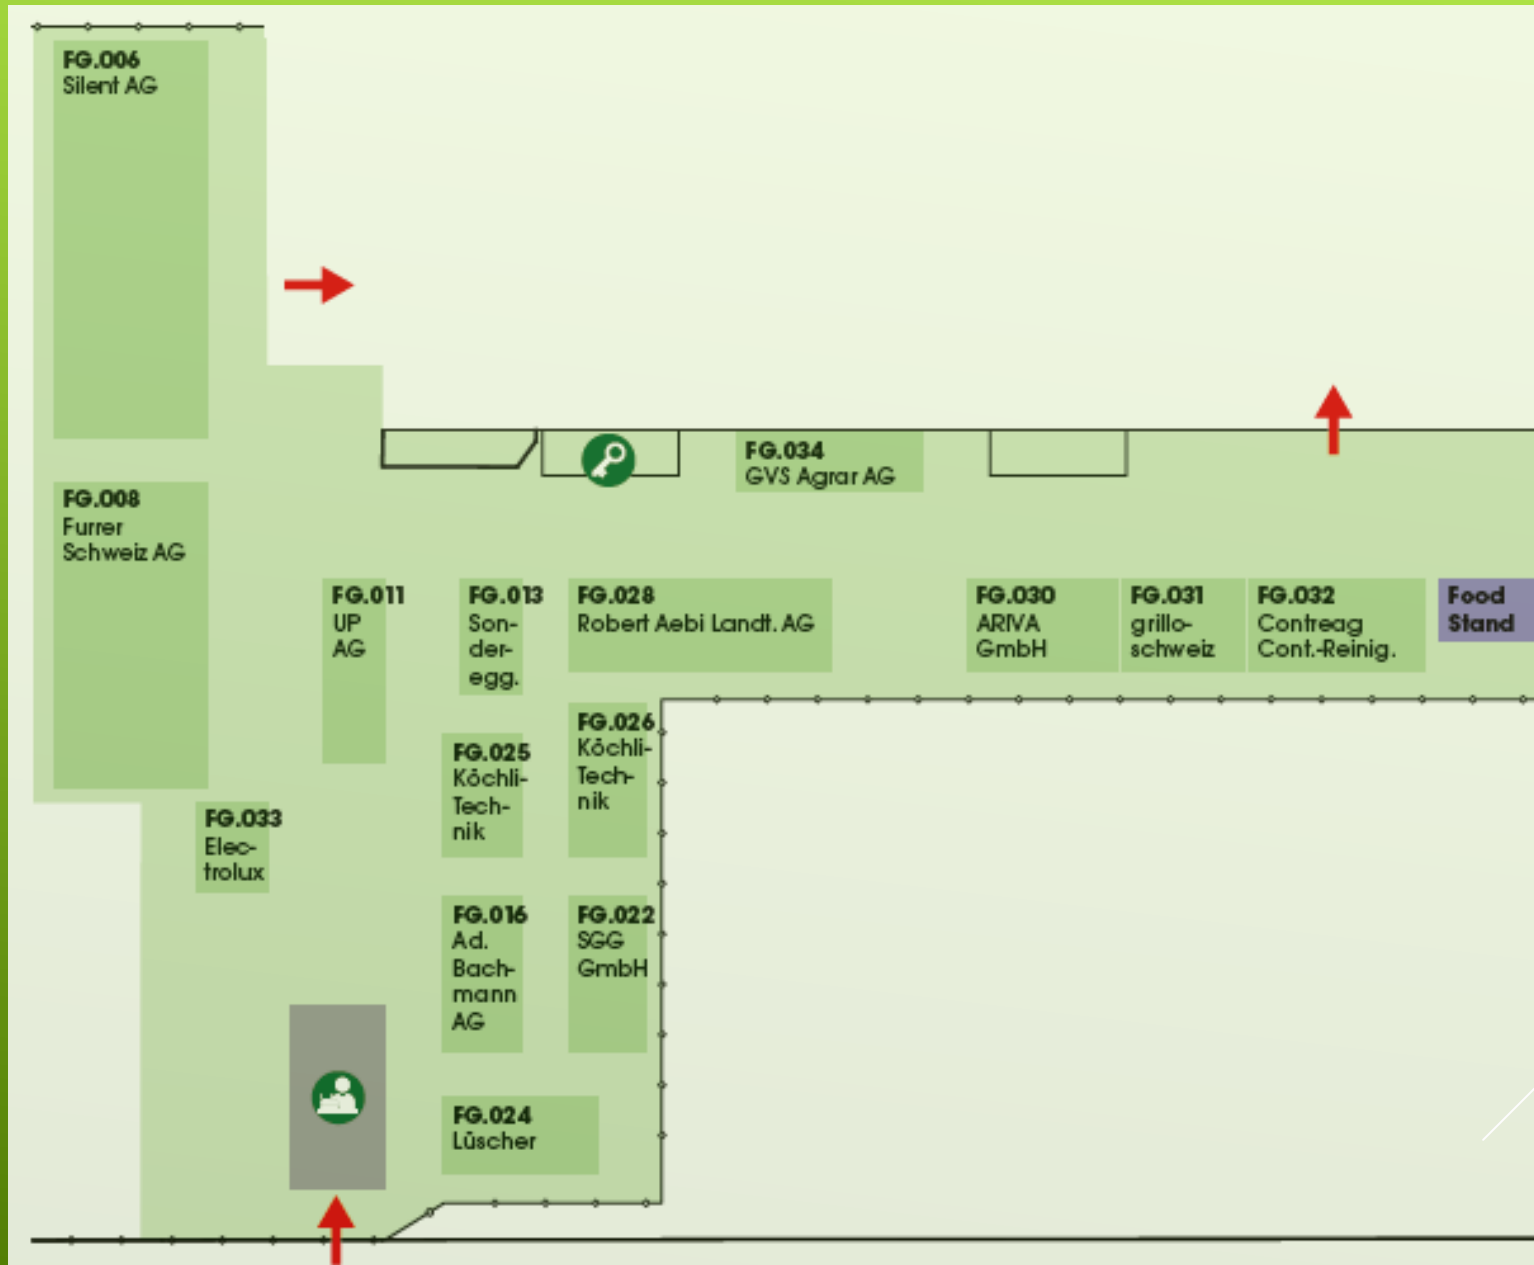 FG.006
Silent AG
FG.034
GVS Agrar AG
FG.008
Furrer
Schweiz AG
FG.011
UP
AG
FG.013
Son-
der-
egg.
FG.028
Robert Aebi Landt. AG
FG.030
ARIVA
GmbH
FG.031
grillo-
schweiz
FG.032
Contreag
Cont.-Reinig.
Food
Stand
FG.026
Köchli-
Tech-
nik
FG.025
Köchli-
Tech-
nik
FG.033
Elec-
trolux
FG.016
Ad.
Bach-
mann
AG
FG.022
SGG
GmbH
FG.024
Lüscher